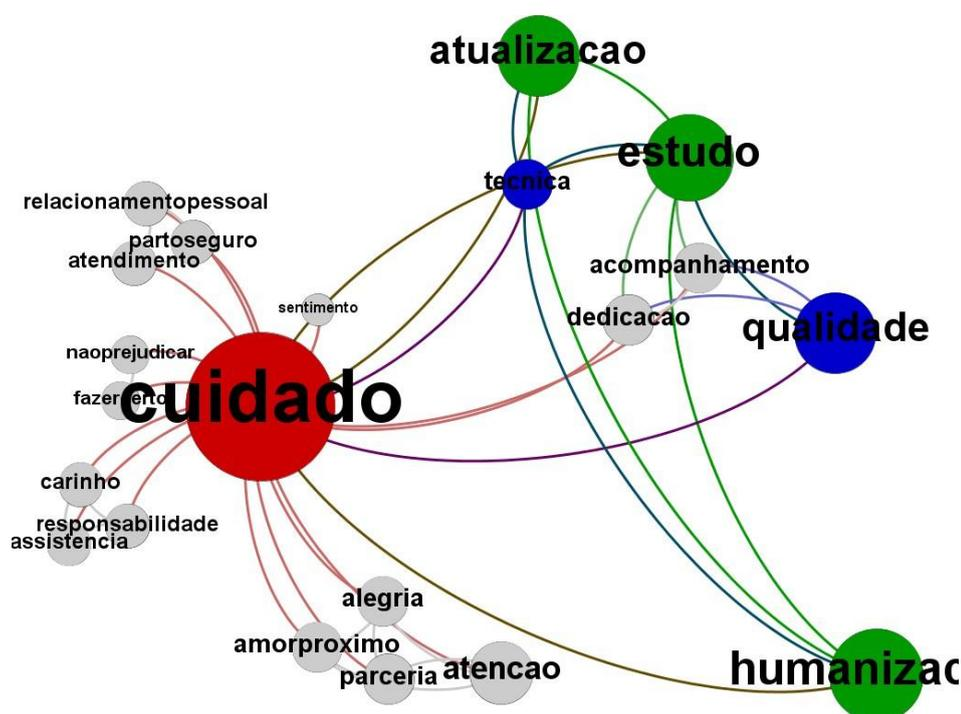 atualizacao
estudo
tecnica
relacionamentopessoal
partoseguro
atendimento
acompanhamento
sentimento
dedicacao
qualidade
naoprejudicar
cuidado
carinho
responsabilidade
assistencia
alegria
amorproximo
parceria
atencao
humanizac